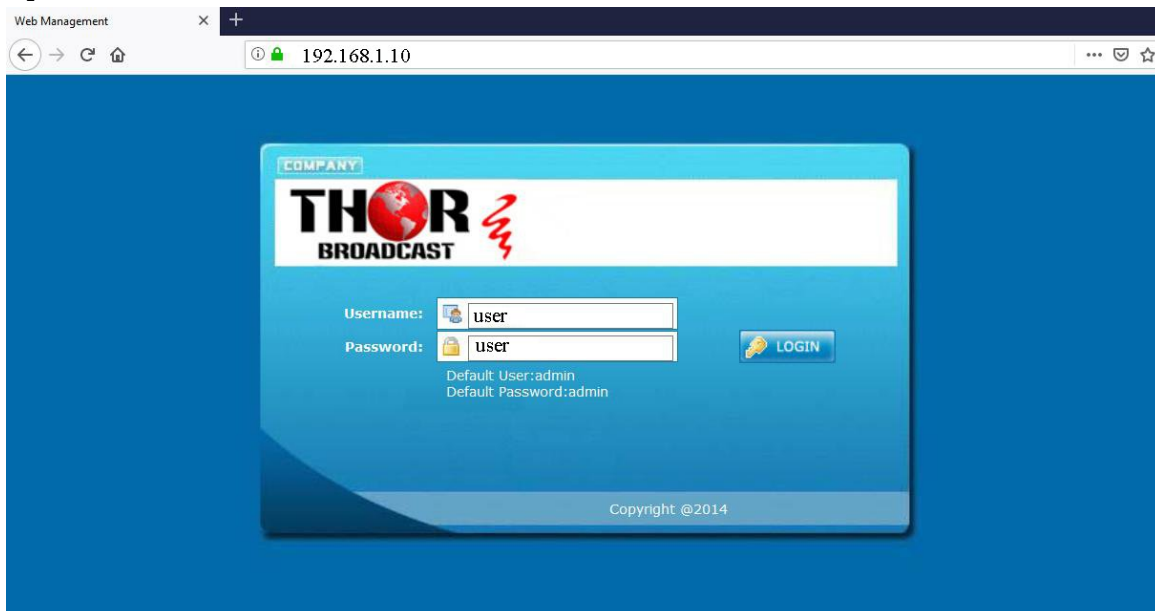 Web Management
192.168.1.10
COMPANY
THOR
BROADCAST
Username: user
Password: user
LOGIN
Default User:admin
Default Password:admin
Copyright @2014